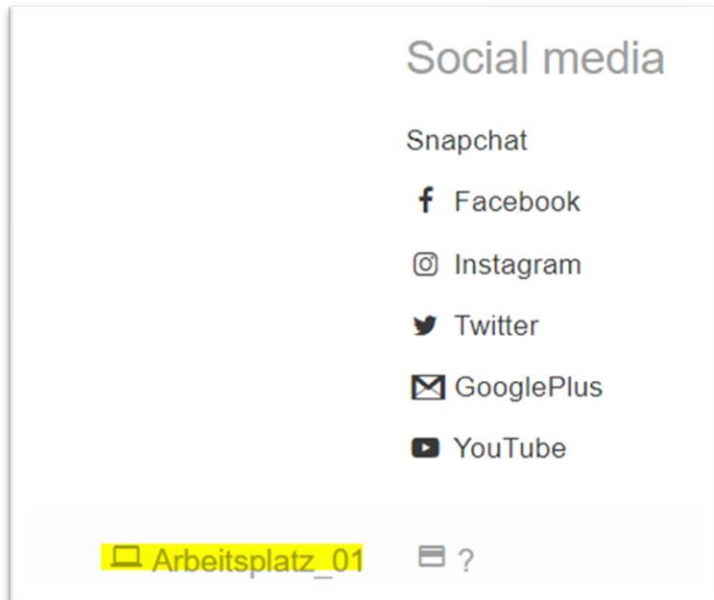 Social media
Snapchat
Facebook
Instagram
Twitter
GooglePlus
YouTube
Arbeitsplatz_01 ?